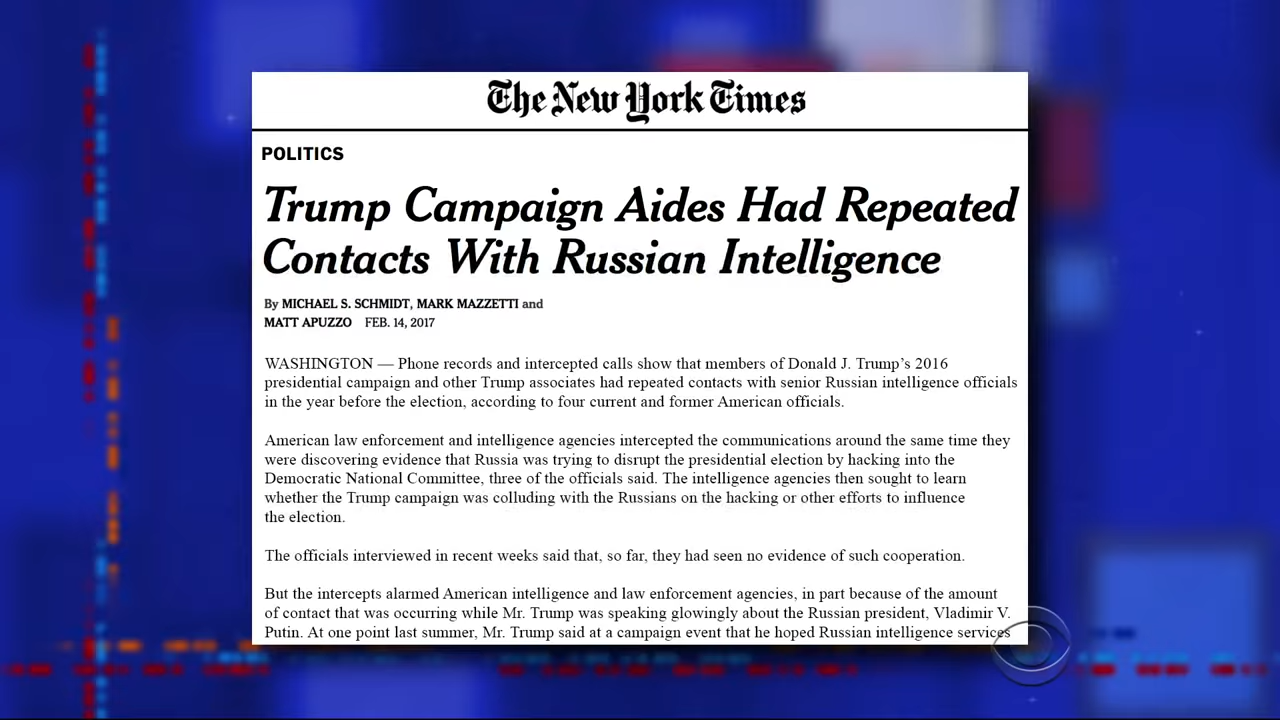 The New York Times
POLITICS
Trump Campaign Aides Had Repeated
Contacts With Russian Intelligence
By MICHAEL S. SCHMIDT, MARK MAZZETTI and
MATT APUZZO FEB. 14, 2017
WASHINGTON — Phone records and intercepted calls show that members of Donald J. Trump’s 2016
presidential campaign and other Trump associates had repeated contacts with senior Russian intelligence officials
in the year before the election, according to four current and former American officials.
American law enforcement and intelligence agencies intercepted the communications around the same time they
were discovering evidence that Russia was trying to disrupt the presidential election by hacking into the
Democratic National Committee, three of the officials said. The intelligence agencies then sought to learn
whether the Trump campaign was colluding with the Russians on the hacking or other efforts to influence
the election.
The officials interviewed in recent weeks said that, so far, they had seen no evidence of such cooperation.
But the intercepts alarmed American intelligence and law enforcement agencies, in part because of the amount
of contact that was occurring while Mr. Trump was speaking glowingly about the Russian president, Vladimir V.
Putin. At one point last summer, Mr. Trump said at a campaign event that he hoped Russian intelligence services